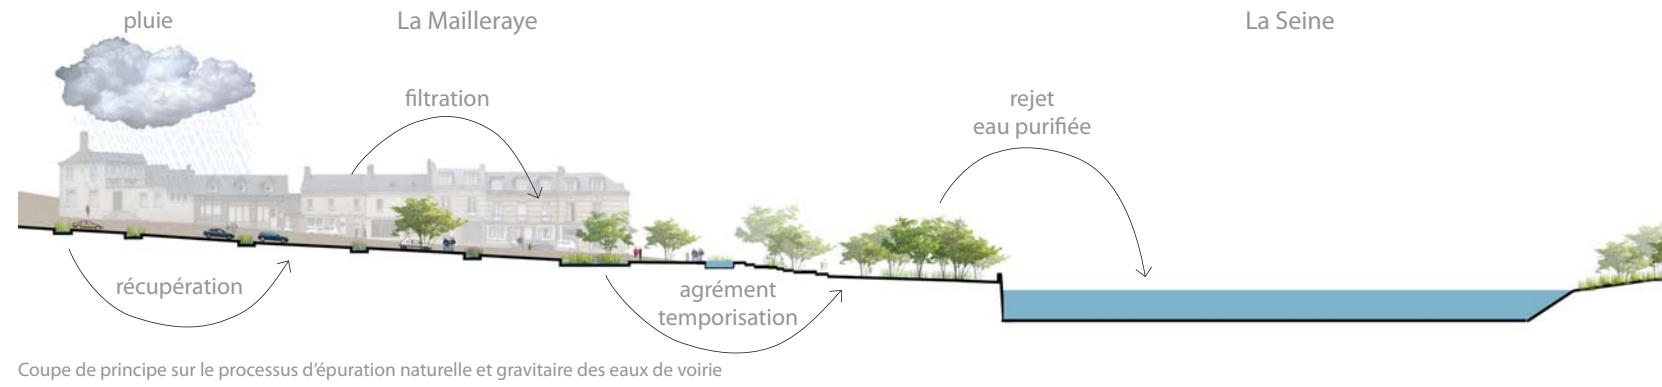 pluie
La Mailleraye
La Seine
filtration
rejet
eau purifiée
récupération
agrément
temporisation
Coupe de principe sur le processus d'épuration naturelle et gravitaire des eaux de voirie